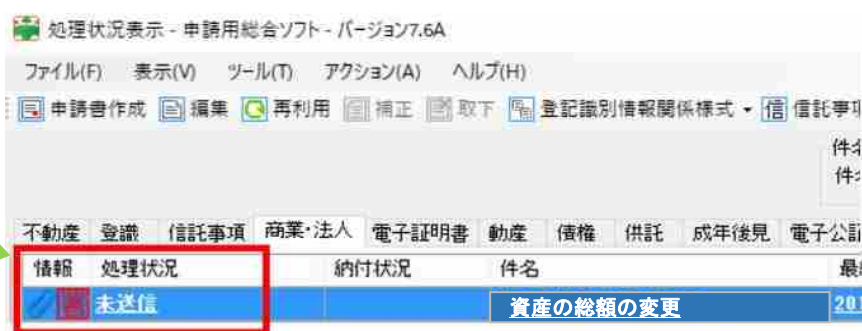 処理状況表示 - 申請用総合ソフト - バージョン7.6A
ファイル(F) 表示(V) ツール(T) アクション(A) ヘルプ(H)
申請書作成 編集 再利用 補正 取下 登記識別情報関係様式 信 信託事項
件名
件
不動産 登識 信託事項 商業・法人 電子証明書 動産 債権 供託 成年後見 電子公証
情報 処理状況 納付状況 件名 最
未送信 資産の総額の変更 201